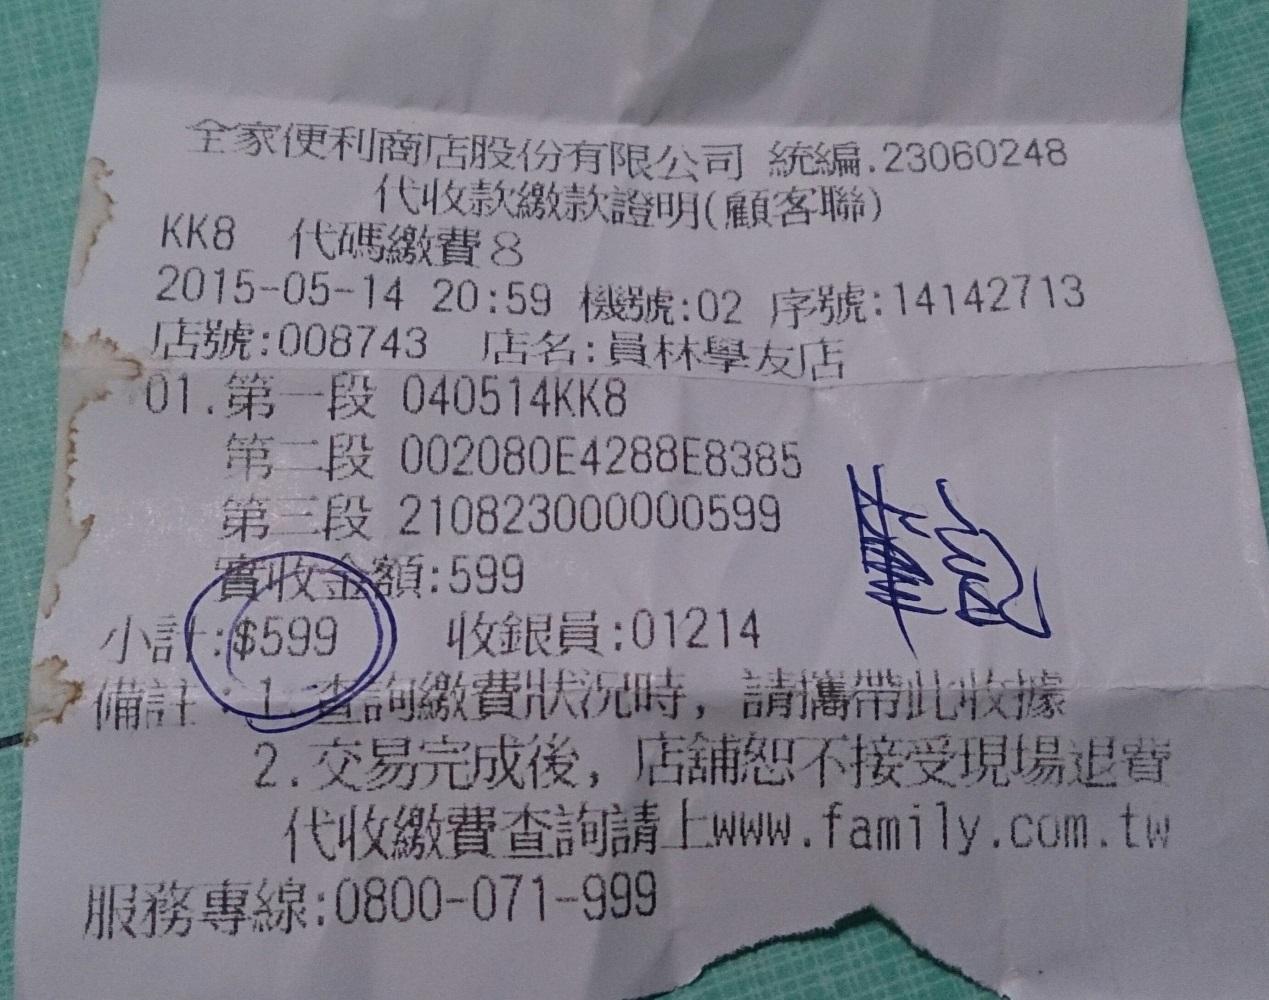 全家便利商店股份有限公司 統編.23060248
代收款繳款證明(顧客聯)
KK8 代碼繳費8
2015-05-14 20:59 機號:02 序號:14142713
店號:008743 店名:員林學友店
01.第一段 040514KK8
第二段 002080E4288E8385
第三段 210823000000599
實收金額:599
小計:$599 收銀員:01214
備註:1.查詢繳費狀況時,請攜帶此收據
2.交易完成後,店舖恕不接受現場退費
代收繳費查詢請上www.family.com.tw
服務專線:0800-071-999